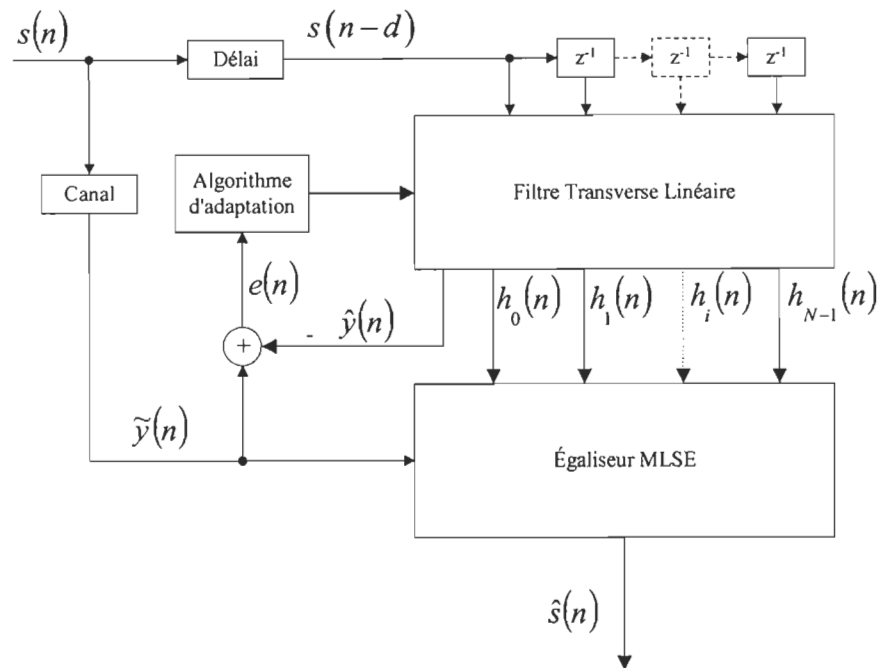 s(n)
Délai
s(n-d)
z⁻¹
z⁻¹
z⁻¹
Canal
Algorithme
d'adaptation
Filtre Transverse Linéaire
e(n)
- ŷ(n)
h₀(n)
h₁(n)
hᵢ(n)
h_{N-1}(n)
+
ỹ(n)
Égaliseur MLSE
ŝ(n)